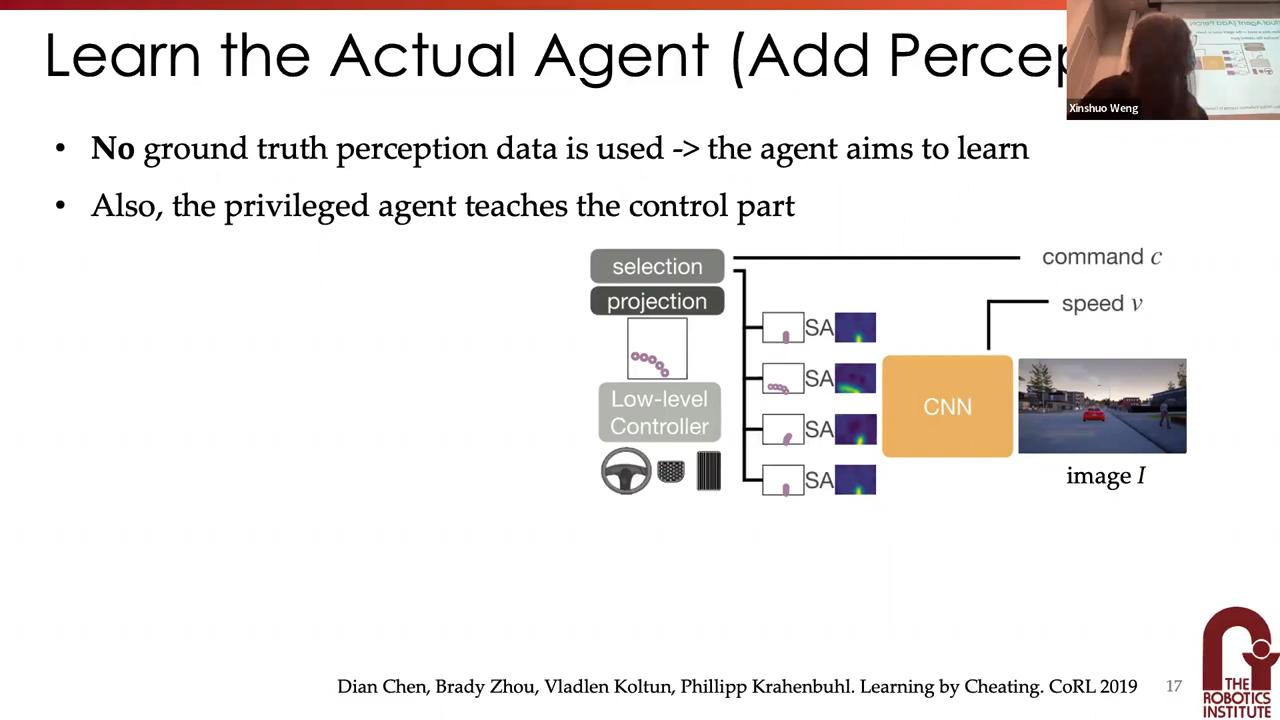 Learn the Actual Agent (Add Percep
Xinshuo Weng
• No ground truth perception data is used -> the agent aims to learn
• Also, the privileged agent teaches the control part
selection
projection
Low-level
Controller
SA
SA
SA
SA
CNN
command c
speed v
image I
Dian Chen, Brady Zhou, Vladlen Koltun, Phillipp Krahenbuhl. Learning by Cheating. CoRL 2019
17
THE
ROBOTICS
INSTITUTE